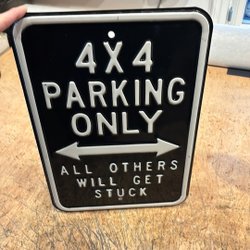 4X4
PARKING
ONLY
ALL OTHERS
WILL GET
STUCK